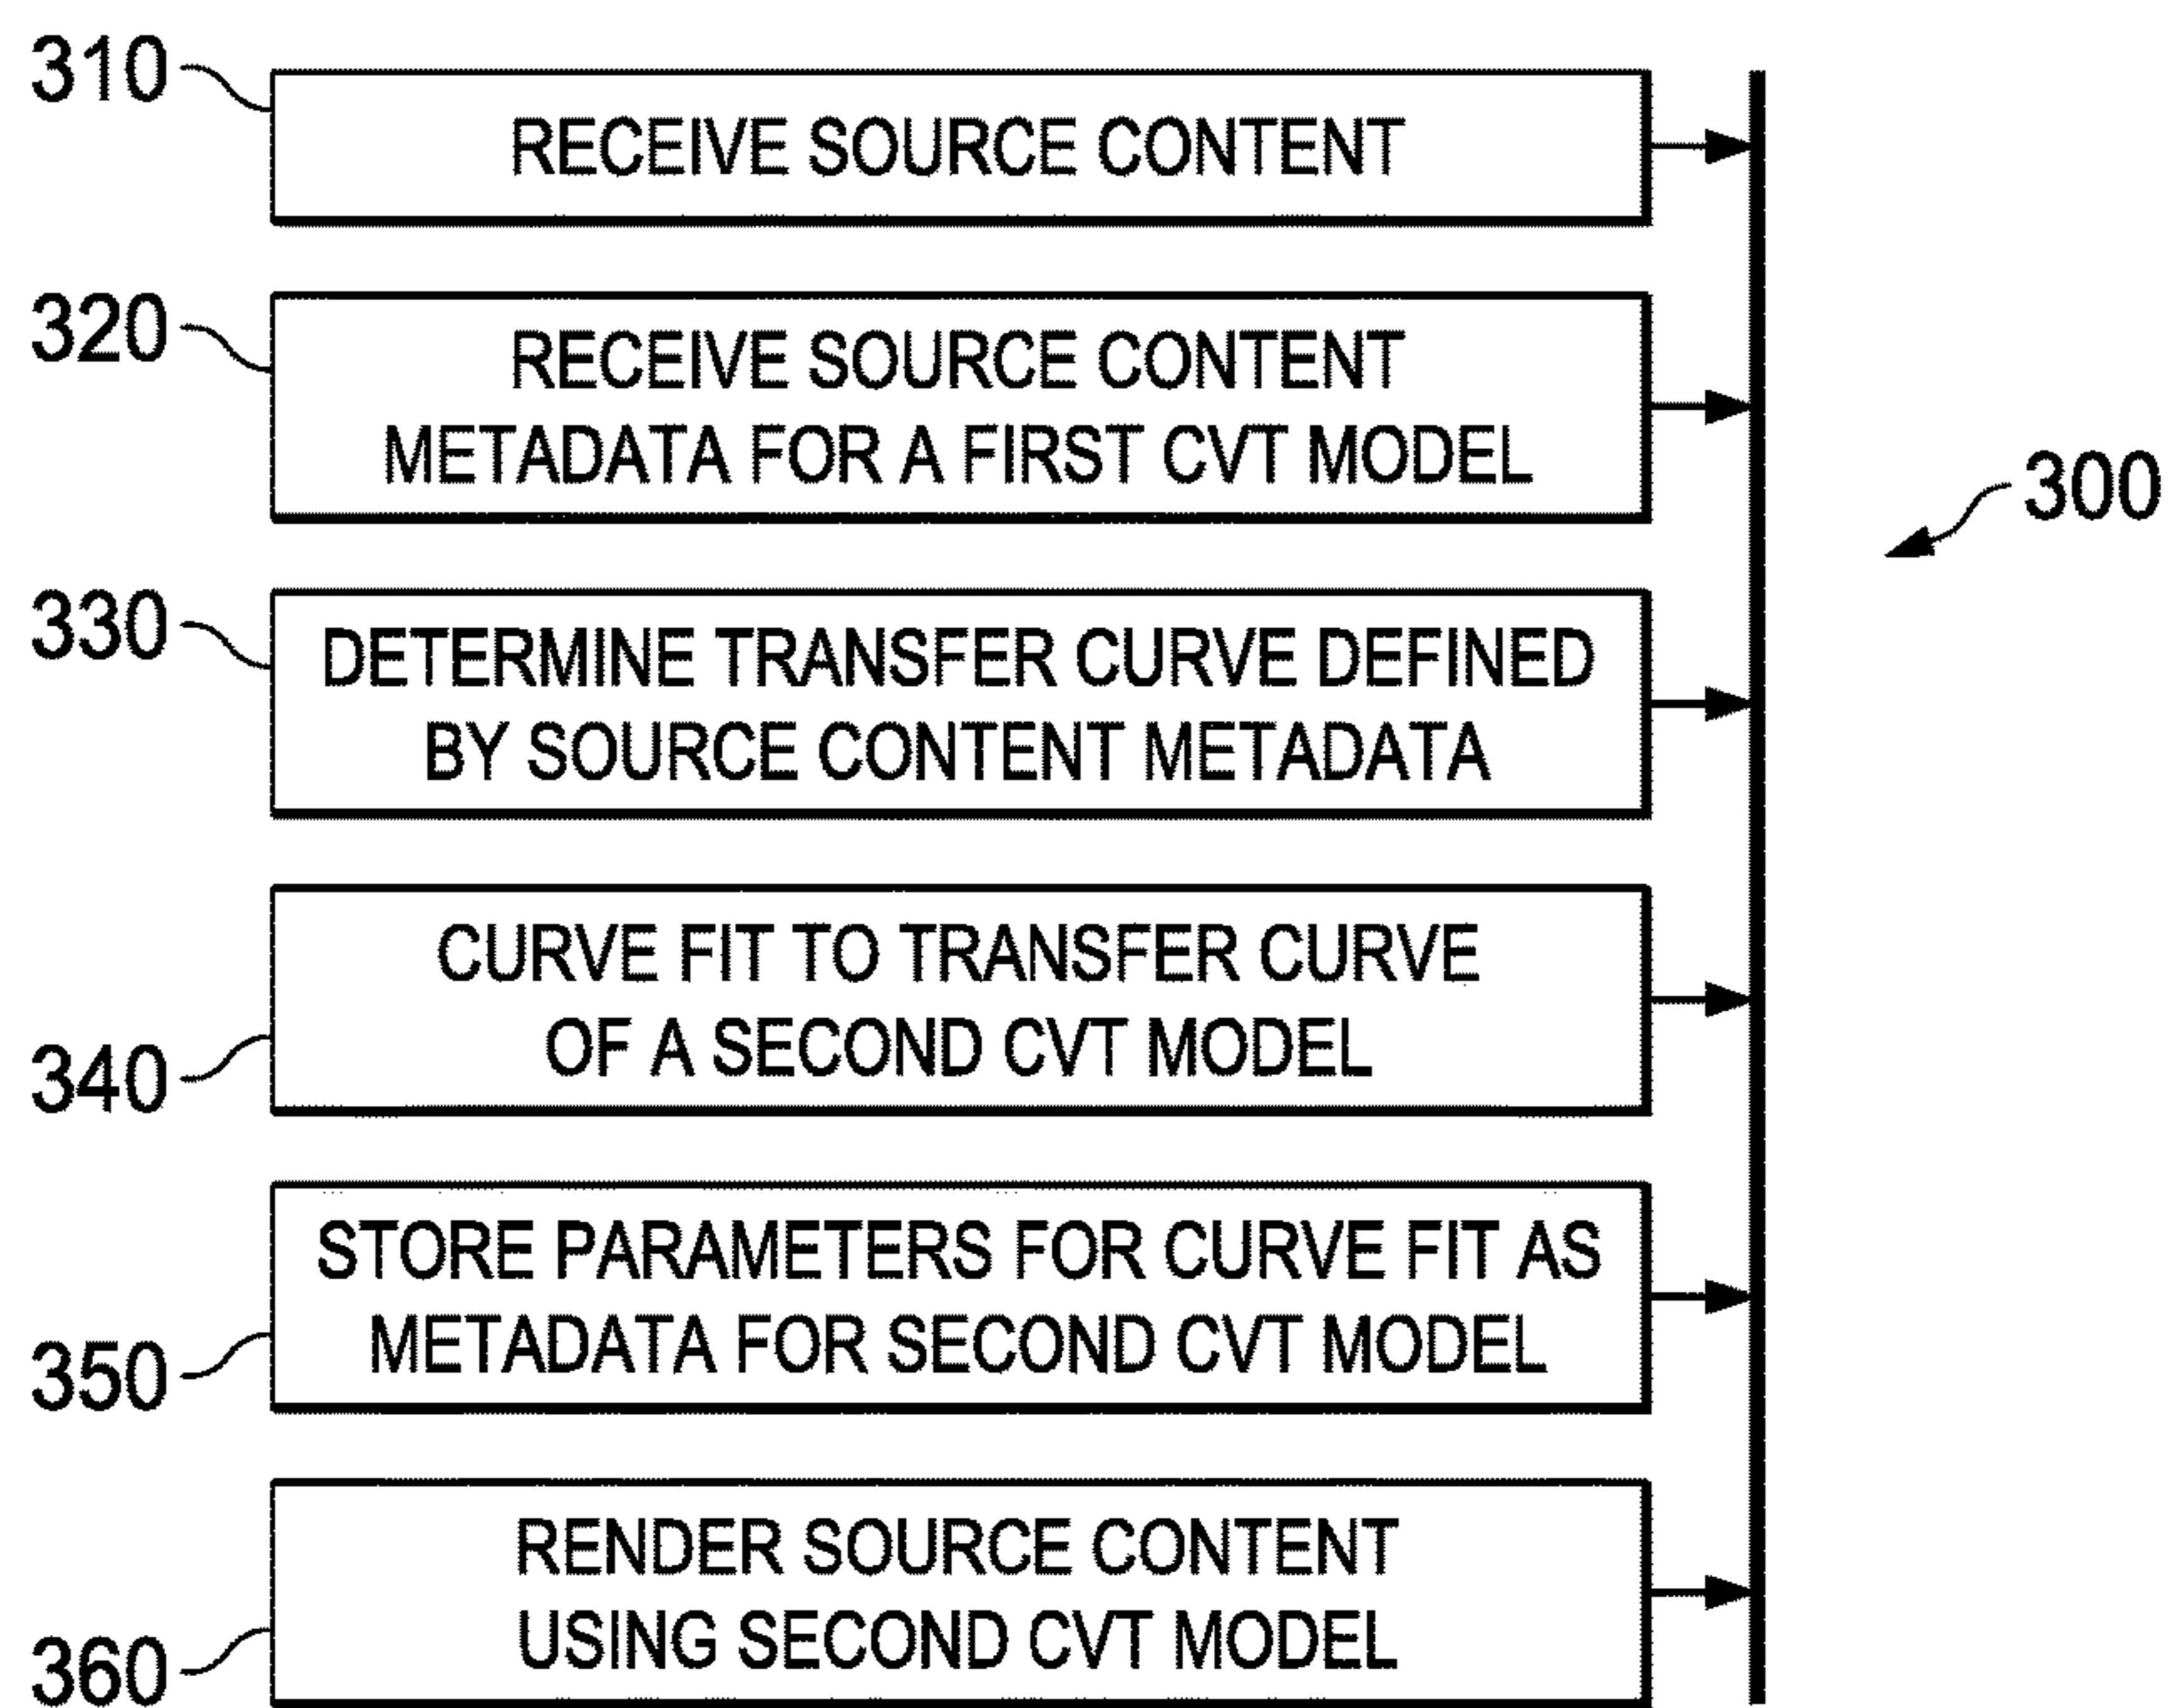 310
RECEIVE SOURCE CONTENT
320
RECEIVE SOURCE CONTENT
METADATA FOR A FIRST CVT MODEL
300
330
DETERMINE TRANSFER CURVE DEFINED
BY SOURCE CONTENT METADATA
CURVE FIT TO TRANSFER CURVE
OF A SECOND CVT MODEL
340
STORE PARAMETERS FOR CURVE FIT AS
METADATA FOR SECOND CVT MODEL
350
RENDER SOURCE CONTENT
USING SECOND CVT MODEL
360